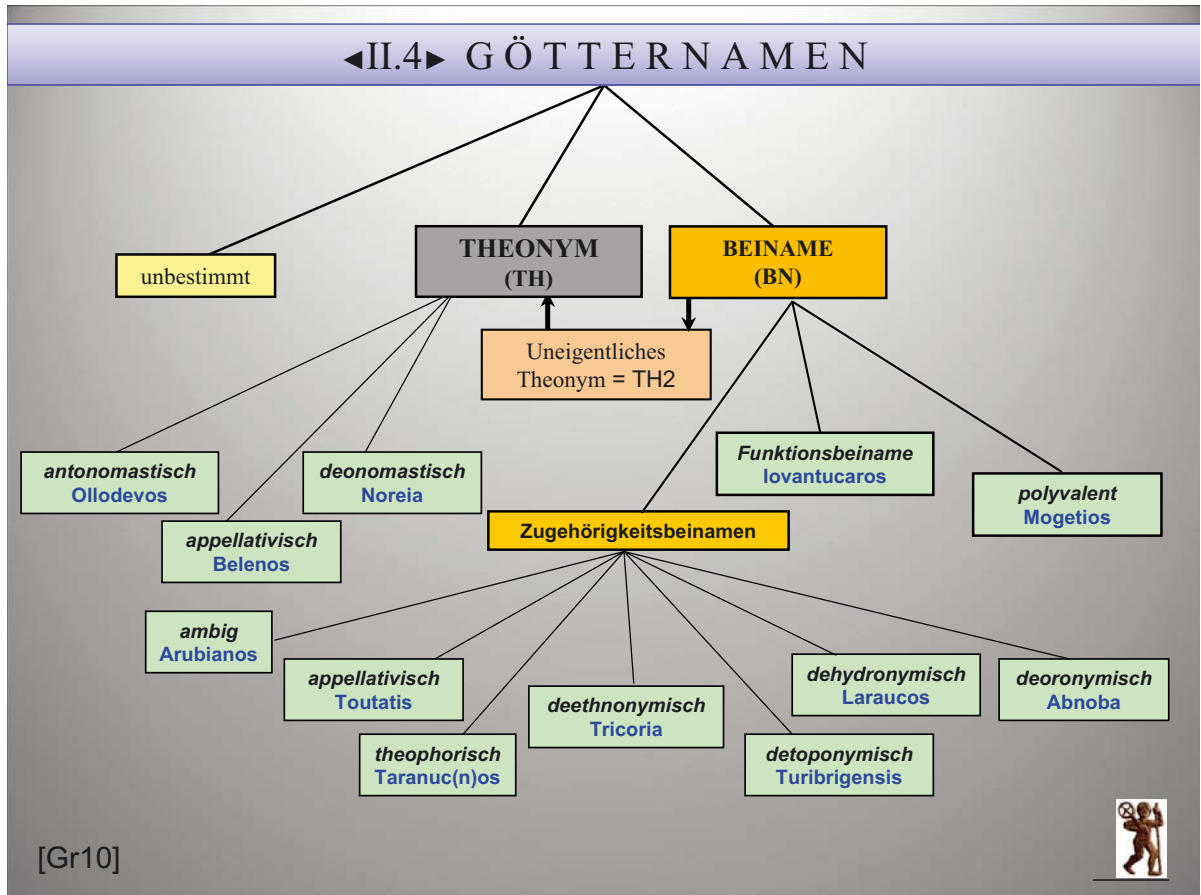 ◄II.4► GÖTTERNAMEN
unbestimmt
THEONYM
(TH)
BEINAME
(BN)
Uneigentliches
Theonym = TH2
antonomastisch
Ollodevos
deonomastisch
Noreia
appellativisch
Belenos
Funktionsbeiname
Iovantucaros
polyvalent
Mogetios
Zugehörigkeitsbeinamen
ambig
Arubianos
appellativisch
Toutatis
theophorisch
Taranuc(n)os
deethnonymisch
Tricoria
dehydronymisch
Laraucos
detoponymisch
Turibrigensis
deoronymisch
Abnoba
[Gr10]